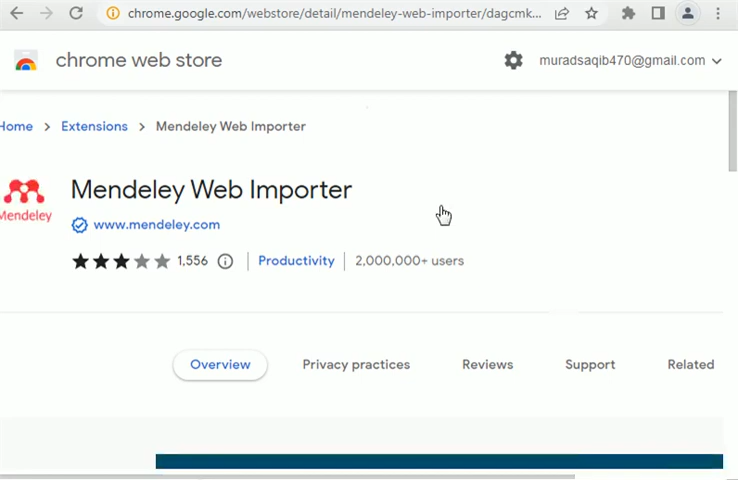 chrome.google.com/webstore/detail/mendeley-web-importer/dagcmk...
chrome web store
muradsaqib470@gmail.com
Home > Extensions > Mendeley Web Importer
Mendeley
Mendeley Web Importer
www.mendeley.com
1,556
Productivity
2,000,000+ users
Overview
Privacy practices
Reviews
Support
Related